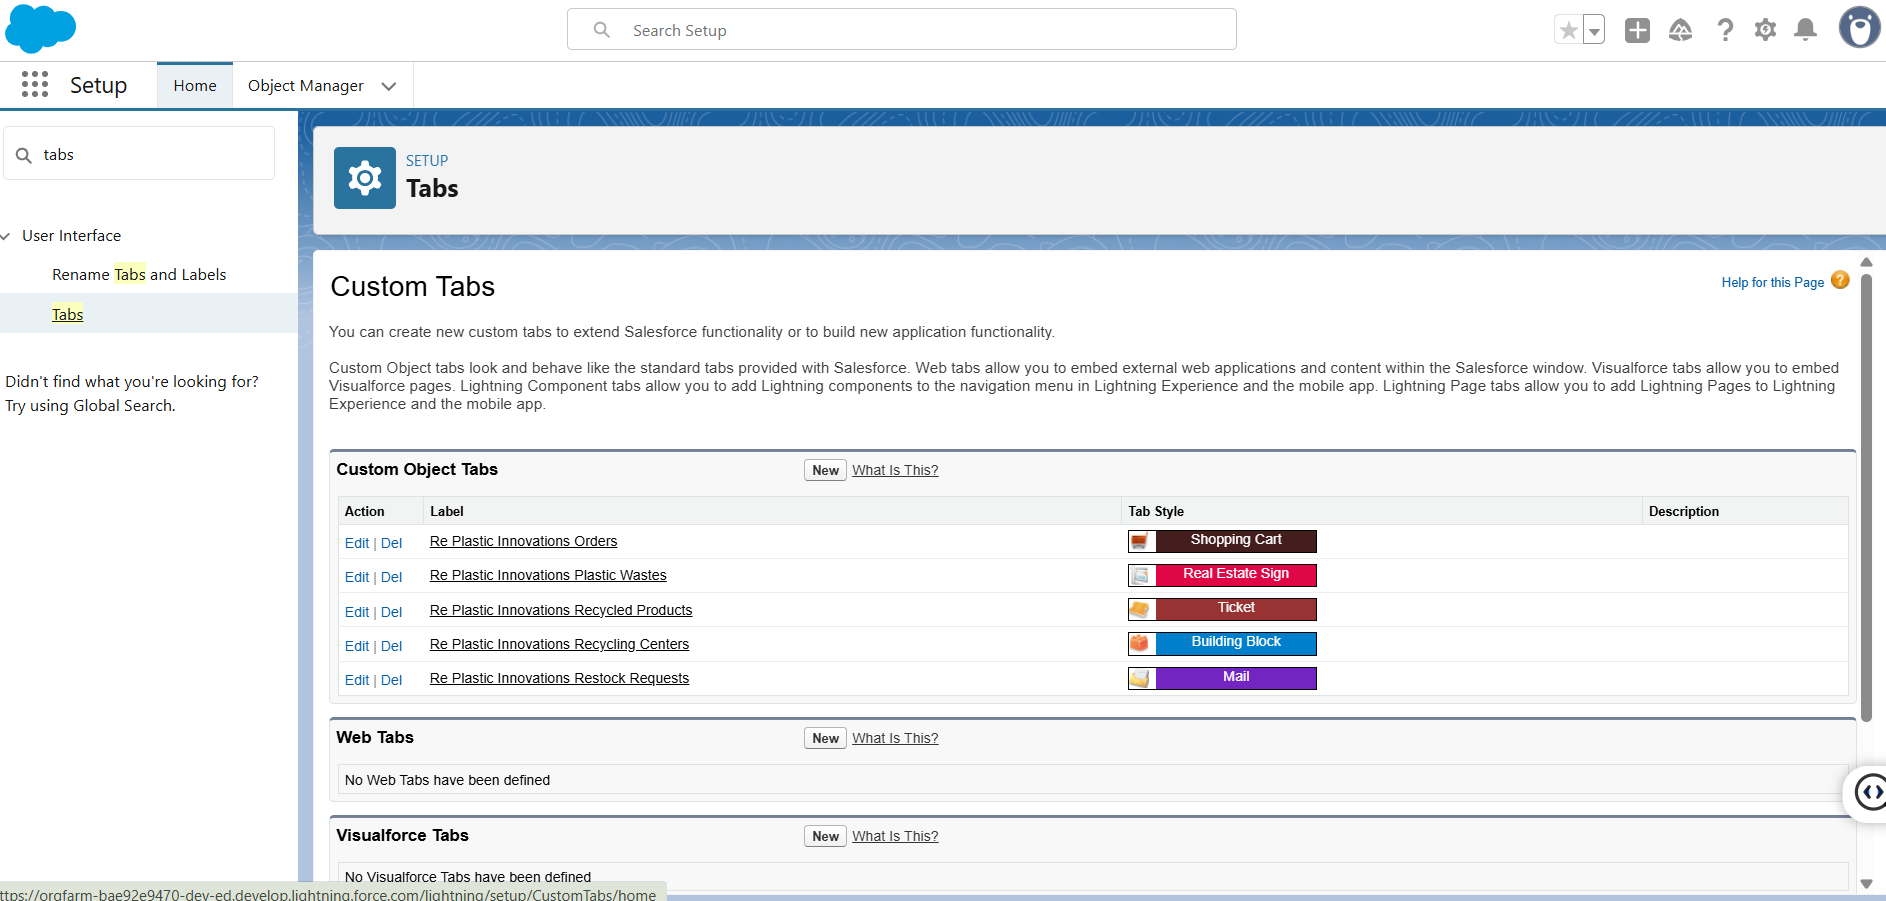 Search Setup
Setup
Home
Object Manager
tabs
User Interface
Rename Tabs and Labels
Tabs
Didn't find what you're looking for?
Try using Global Search.
SETUP
Tabs
Custom Tabs
Help for this Page
You can create new custom tabs to extend Salesforce functionality or to build new application functionality.
Custom Object tabs look and behave like the standard tabs provided with Salesforce. Web tabs allow you to embed external web applications and content within the Salesforce window. Visualforce tabs allow you to embed
Visualforce pages. Lightning Component tabs allow you to add Lightning components to the navigation menu in Lightning Experience and the mobile app. Lightning Page tabs allow you to add Lightning Pages to Lightning
Experience and the mobile app.
Custom Object Tabs New What Is This?
Action Label Tab Style Description
Edit | Del Re Plastic Innovations Orders Shopping Cart
Edit | Del Re Plastic Innovations Plastic Wastes Real Estate Sign
Edit | Del Re Plastic Innovations Recycled Products Ticket
Edit | Del Re Plastic Innovations Recycling Centers Building Block
Edit | Del Re Plastic Innovations Restock Requests Mail
Web Tabs New What Is This?
No Web Tabs have been defined
Visualforce Tabs New What Is This?
No Visualforce Tabs have been defined
ttps://orgfarm-bae92e9470-dev-ed.develop.lightning.force.com/lightning/setup/CustomTabs/home